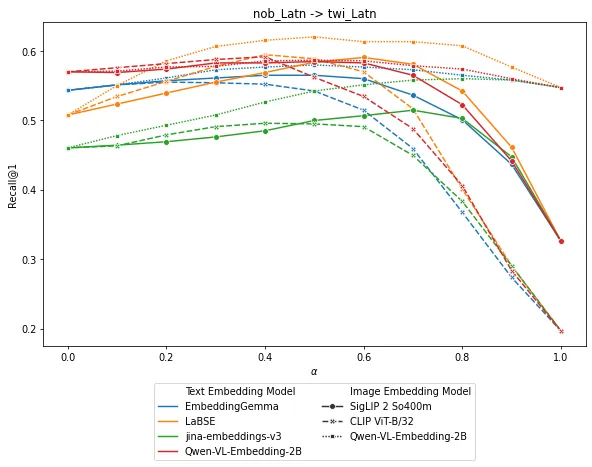 nob_Latn -> twi_Latn
Recall@1
0.6
0.5
0.4
0.3
0.2
0.0 0.2 0.4 0.6 0.8 1.0
α
Text Embedding Model Image Embedding Model
EmbeddingGemma SigLIP 2 So400m
LaBSE CLIP ViT-B/32
jina-embeddings-v3 Qwen-VL-Embedding-2B
Qwen-VL-Embedding-2B